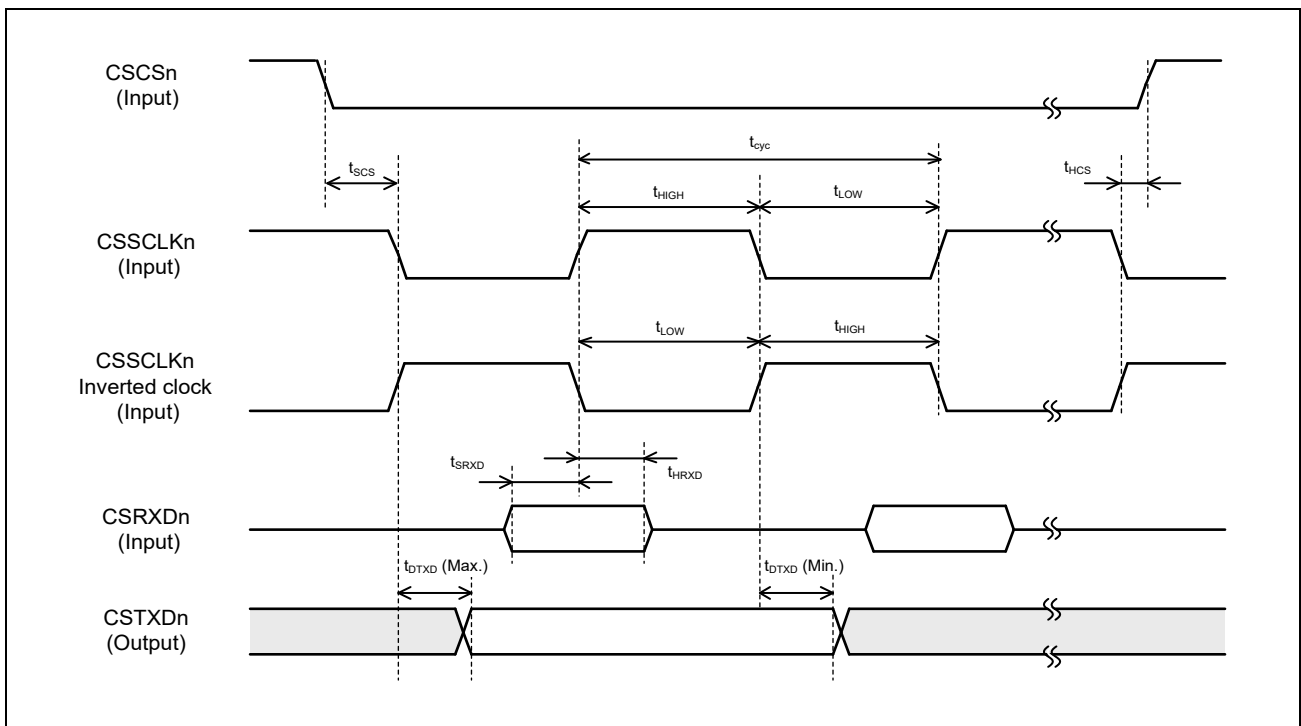 CSCSn
(Input)
tcyc
tSCS
tHCS
tHIGH
tLOW
CSSCLKn
(Input)
tLOW
tHIGH
CSSCLKn
Inverted clock
(Input)
tSRXD
tHRXD
CSRXDn
(Input)
tDTXD (Max.)
tDTXD (Min.)
CSTXDn
(Output)